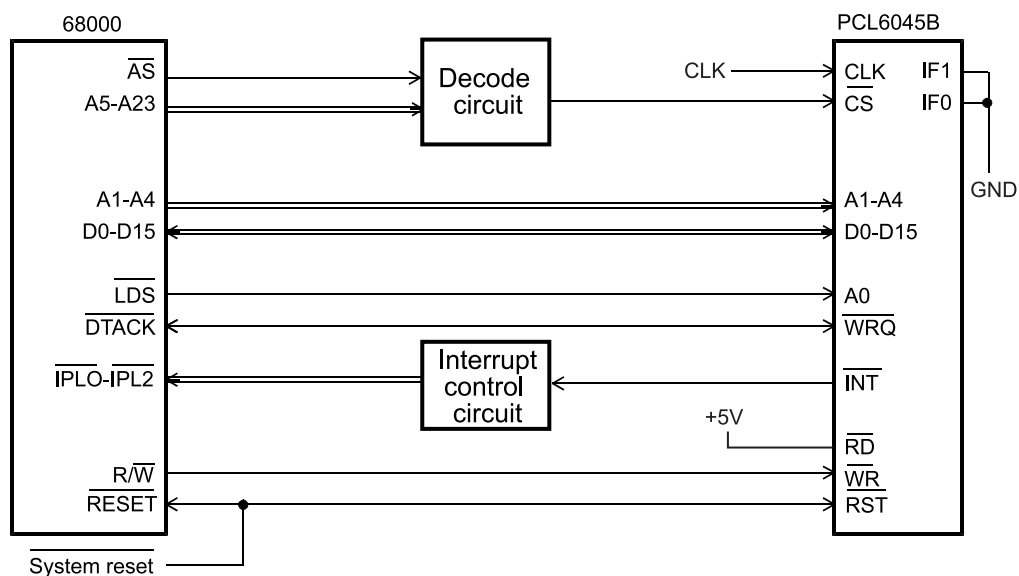 68000
PCL6045B
AS
A5-A23
Decode
circuit
CLK
CLK
IF1
CS
IF0
GND
A1-A4
A1-A4
D0-D15
D0-D15
LDS
A0
DTACK
WRQ
IPLO-IPL2
Interrupt
control
circuit
INT
+5V
RD
R/W
WR
RESET
RST
System reset